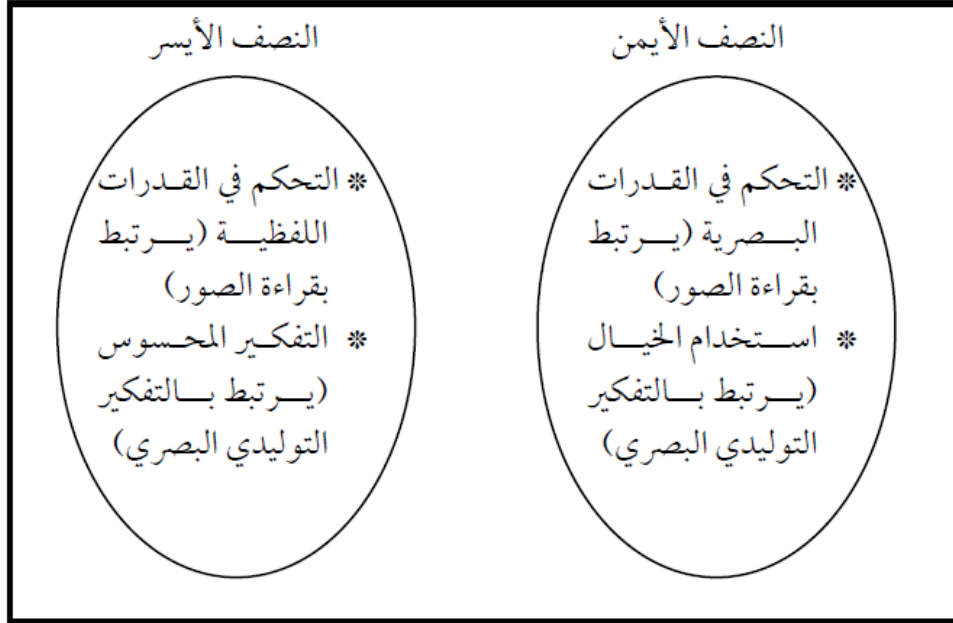 النصف الأيمن
* التحكم في القدرات
البصرية (يرتبط
بقراءة الصور)
* استخدام الخيال
(يرتبط بالتفكير
التوليدي البصري)
النصف الأيسر
* التحكم في القدرات
اللفظية (يرتبط
بقراءة الصور)
* التفكير المحسوس
(يرتبط بالتفكير
التوليدي البصري)